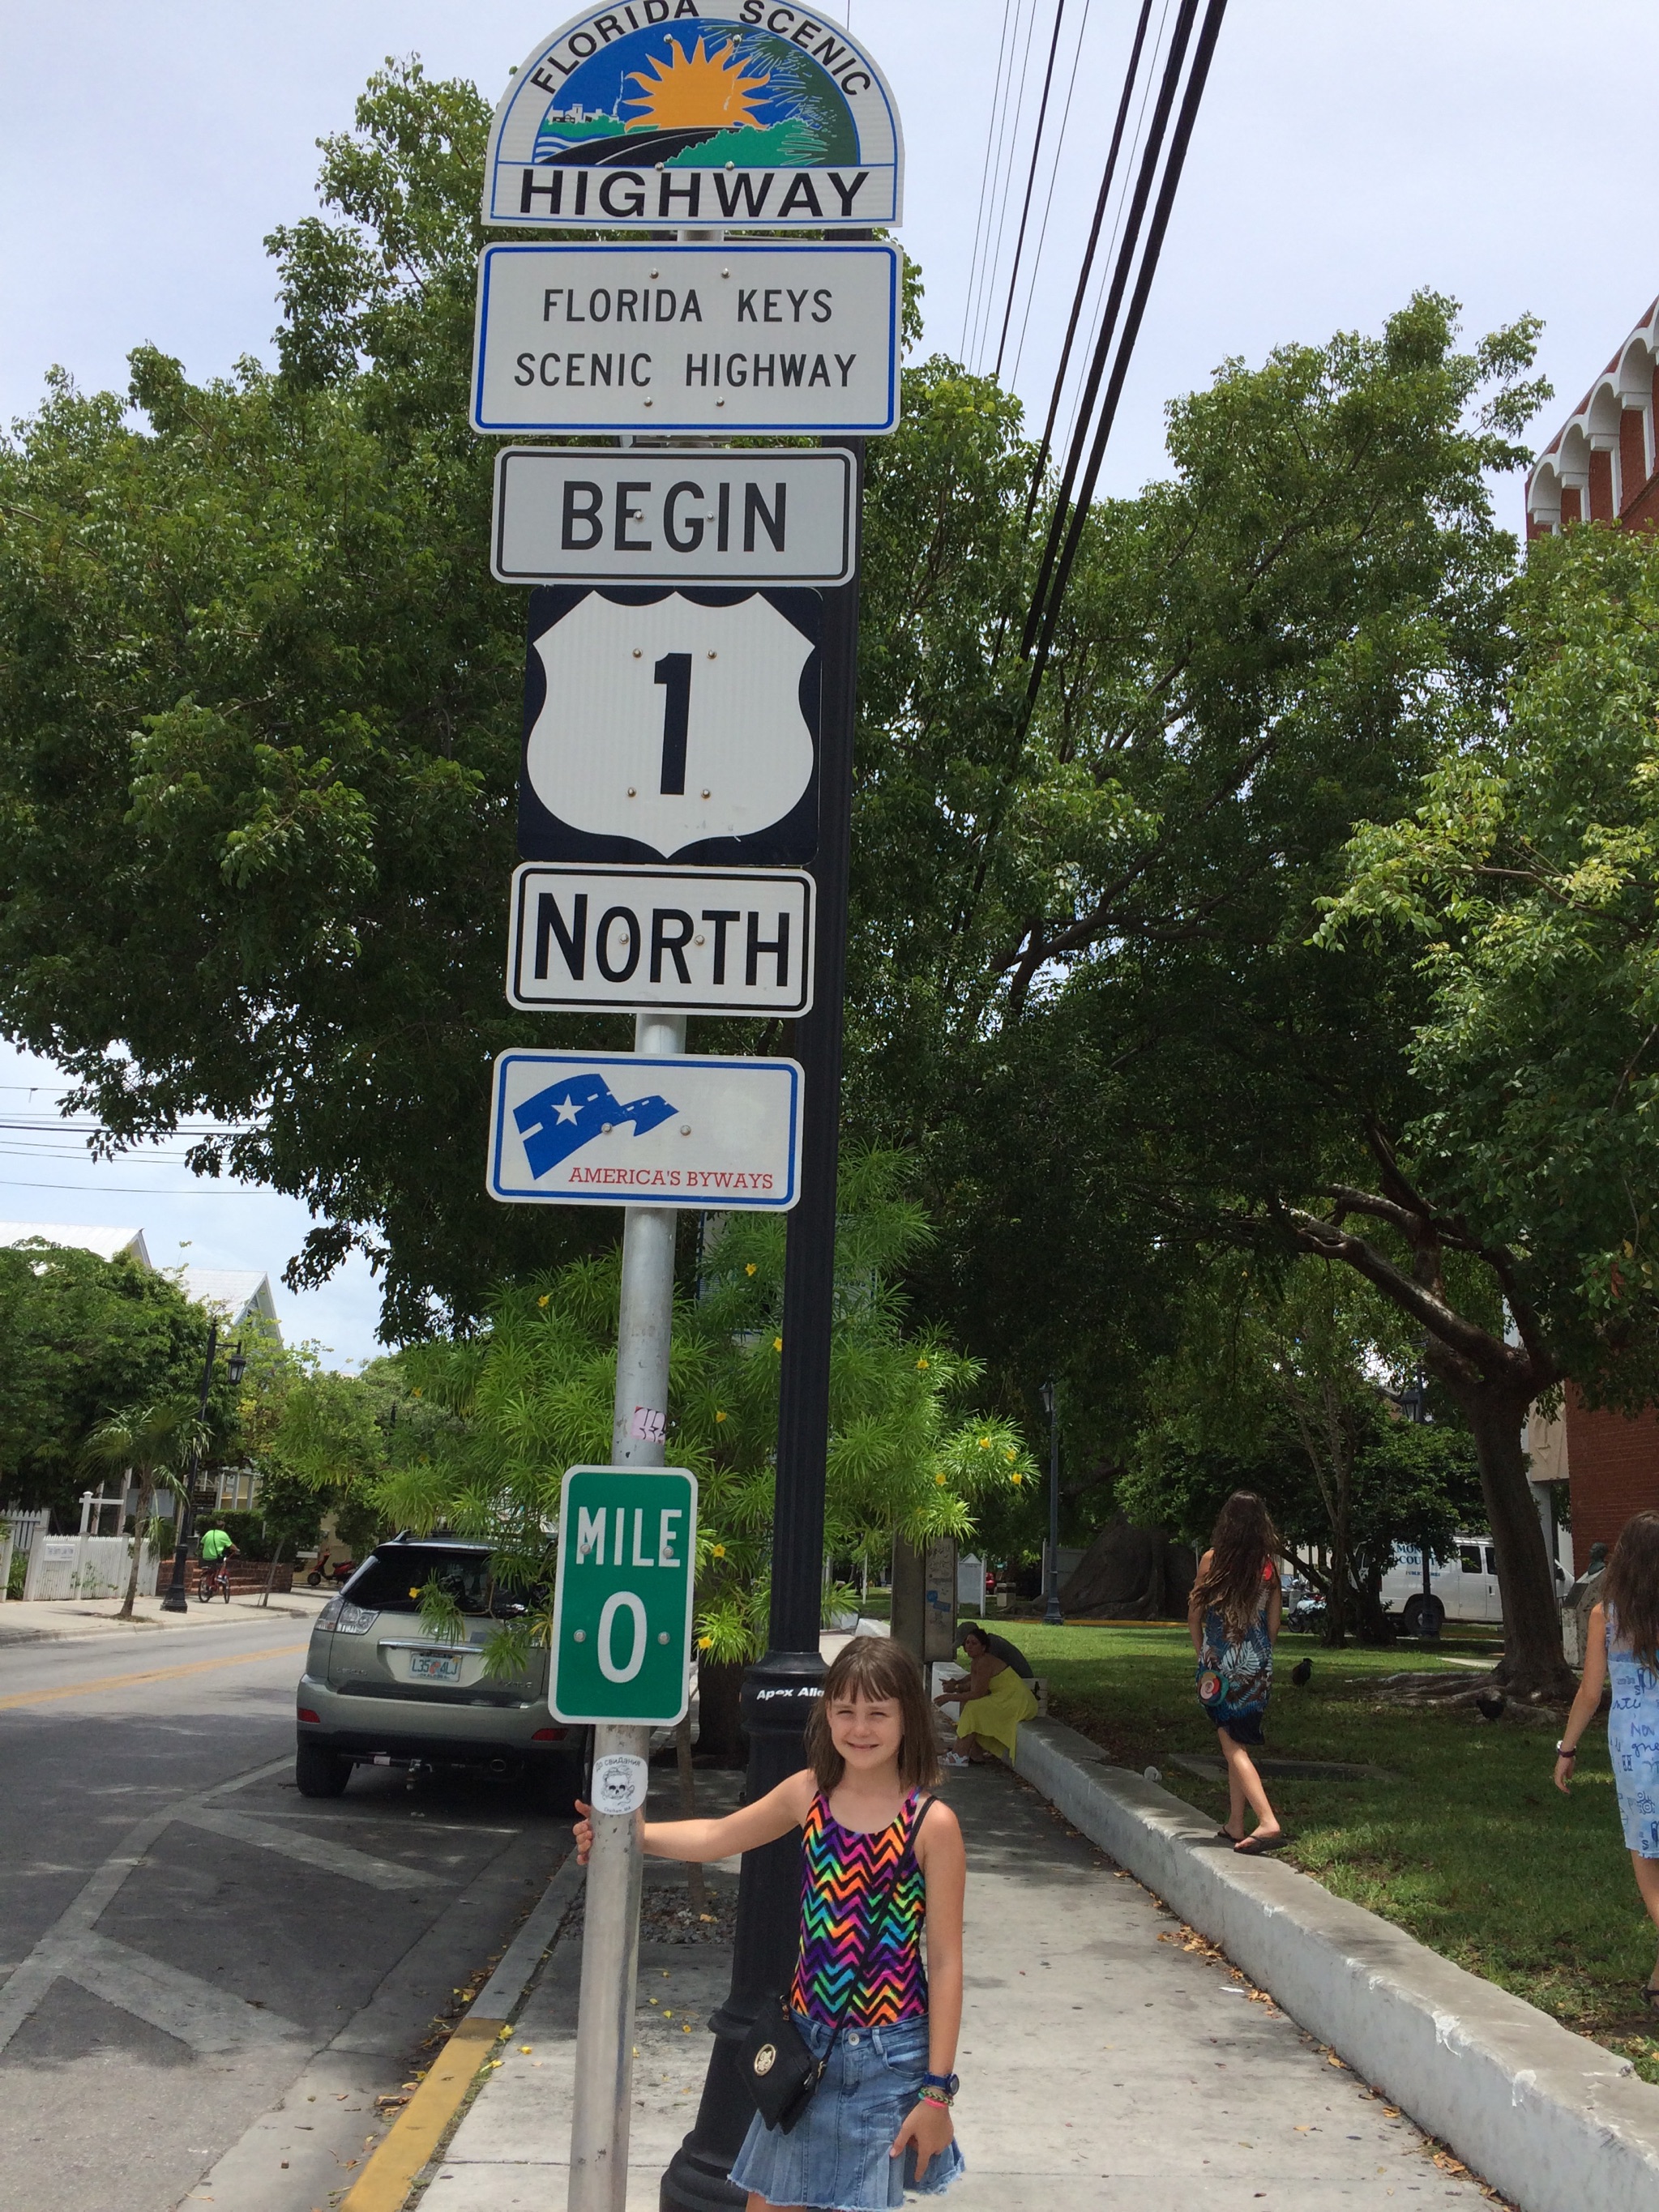 FLORIDA SCENIC
HIGHWAY
FLORIDA KEYS
SCENIC HIGHWAY
BEGIN
1
NORTH
AMERICA'S BYWAYS
MILE
0